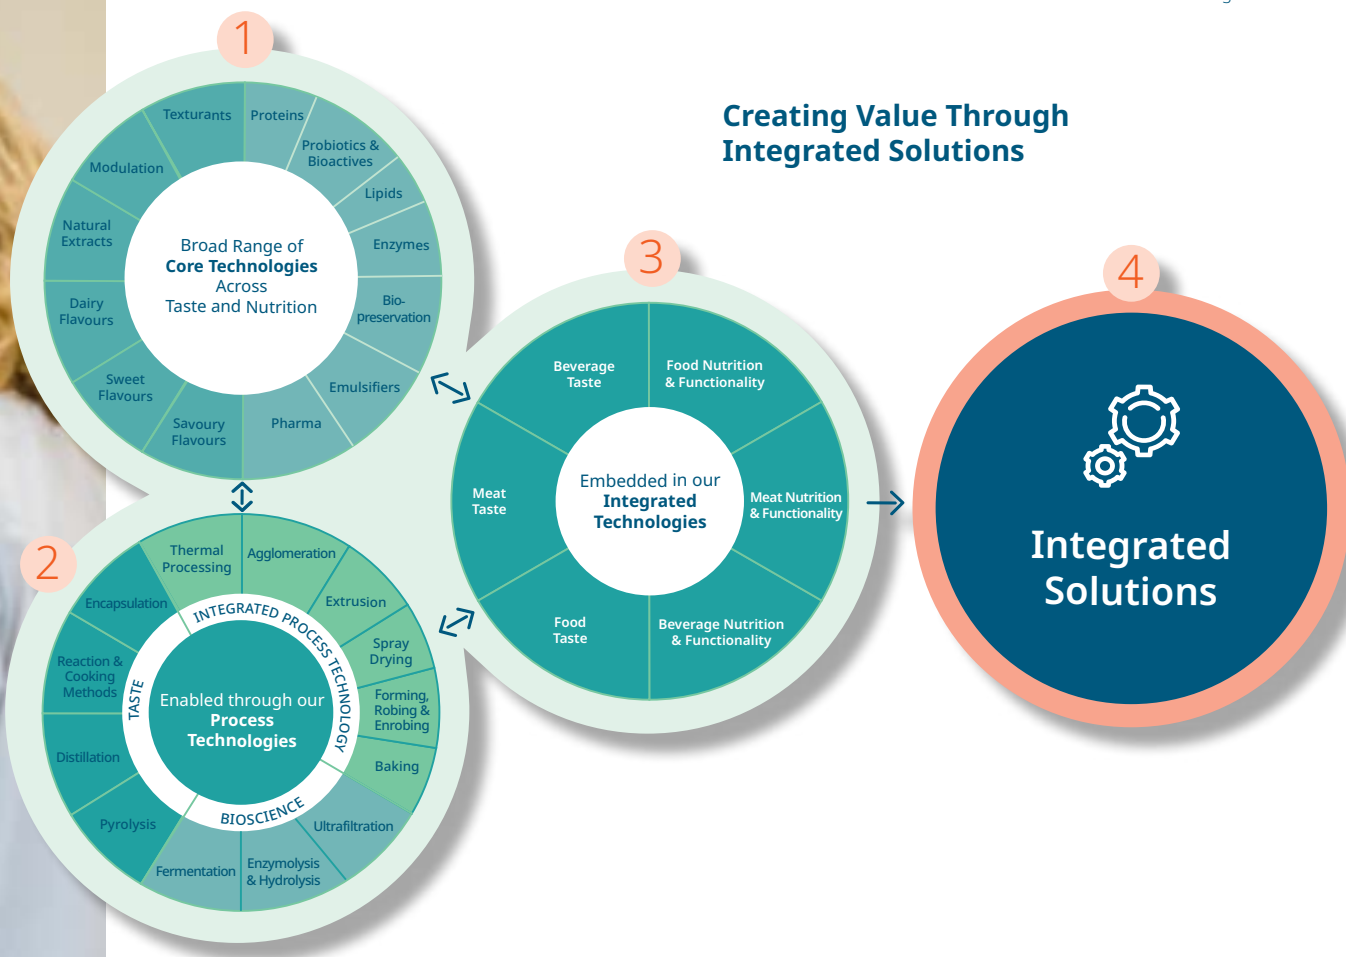 Creating Value Through
Integrated Solutions
1
Texturants
Proteins
Probiotics &
Bioactives
Lipids
Enzymes
Bio-
preservation
Emulsifiers
Pharma
Savoury
Flavours
Sweet
Flavours
Dairy
Flavours
Natural
Extracts
Modulation
Broad Range of
Core Technologies
Across
Taste and Nutrition
2
Thermal
Processing
Agglomeration
Extrusion
Spray
Drying
Forming,
Robing &
Enrobing
Baking
Ultrafiltration
Enzymolysis
& Hydrolysis
Fermentation
Pyrolysis
Distillation
Reaction &
Cooking
Methods
Encapsulation
INTEGRATED PROCESS TECHNOLOGY
TASTE
BIOSCIENCE
Enabled through our
Process
Technologies
3
Beverage
Taste
Food Nutrition
& Functionality
Meat Nutrition
& Functionality
Beverage Nutrition
& Functionality
Food
Taste
Meat
Taste
Embedded in our
Integrated
Technologies
4
Integrated
Solutions